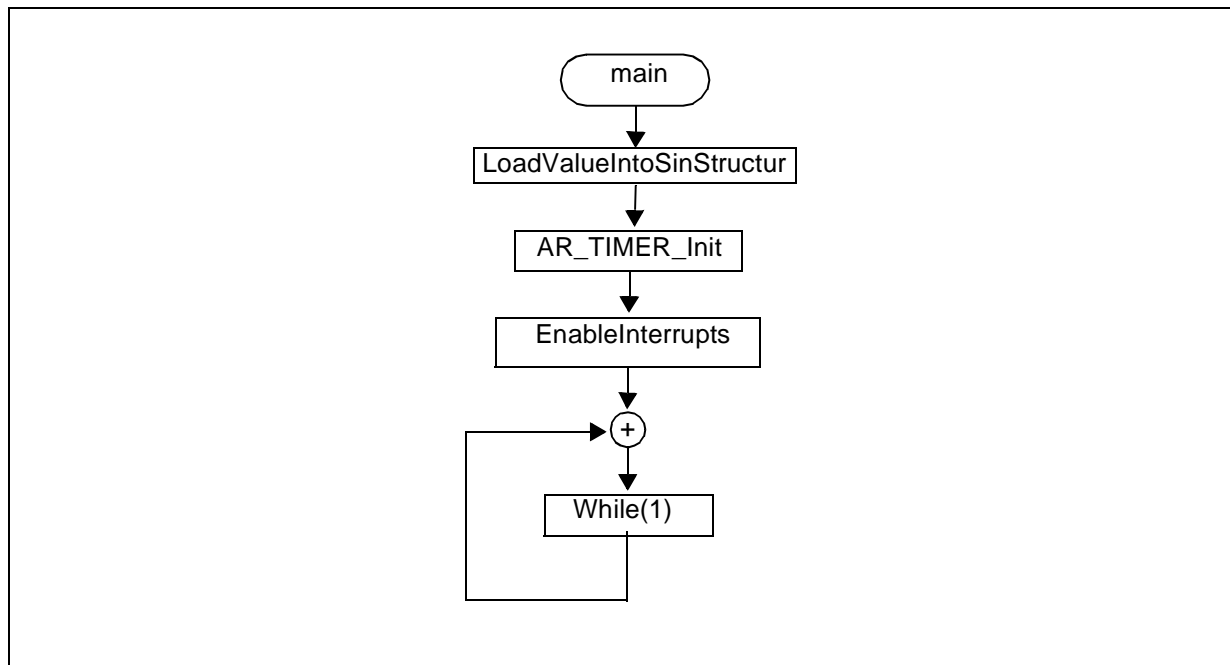 main
LoadValueIntoSinStructur
AR_TIMER_Init
EnableInterrupts
+
While(1)